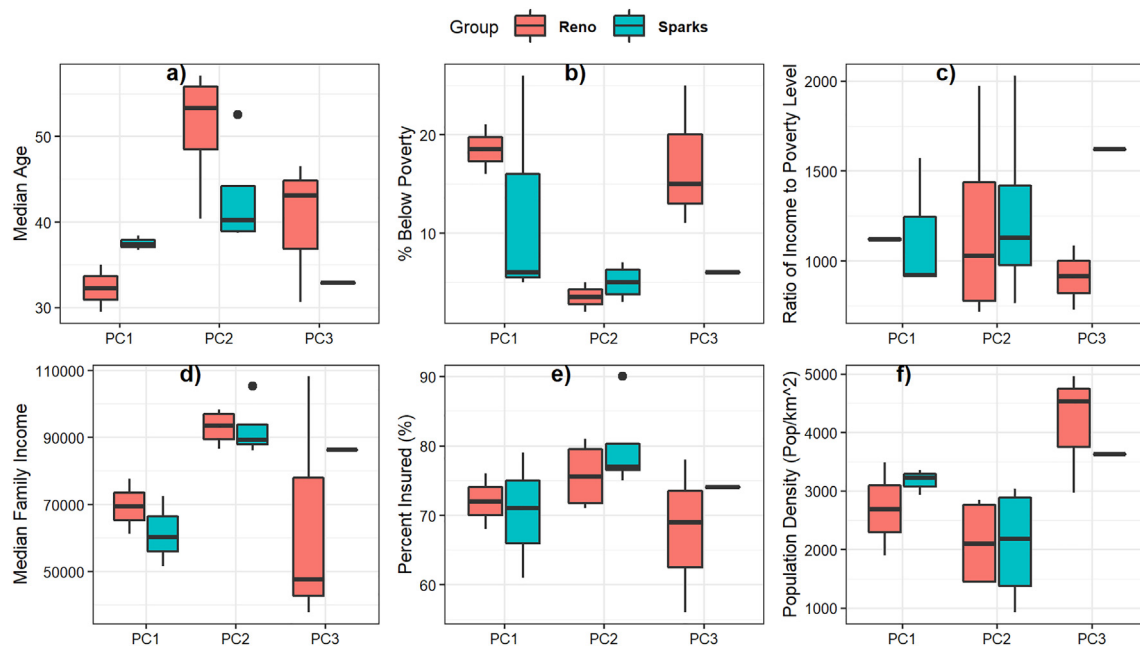 Group Reno Sparks
a)
Median Age
50
40
30
PC1 PC2 PC3
b)
% Below Poverty
20
10
PC1 PC2 PC3
c)
Ratio of Income to Poverty Level
2000
1500
1000
PC1 PC2 PC3
d)
Median Family Income
110000
90000
70000
50000
PC1 PC2 PC3
e)
Percent Insured (%)
90
80
70
60
PC1 PC2 PC3
f)
Population Density (Pop/km^2)
5000
4000
3000
2000
1000
PC1 PC2 PC3